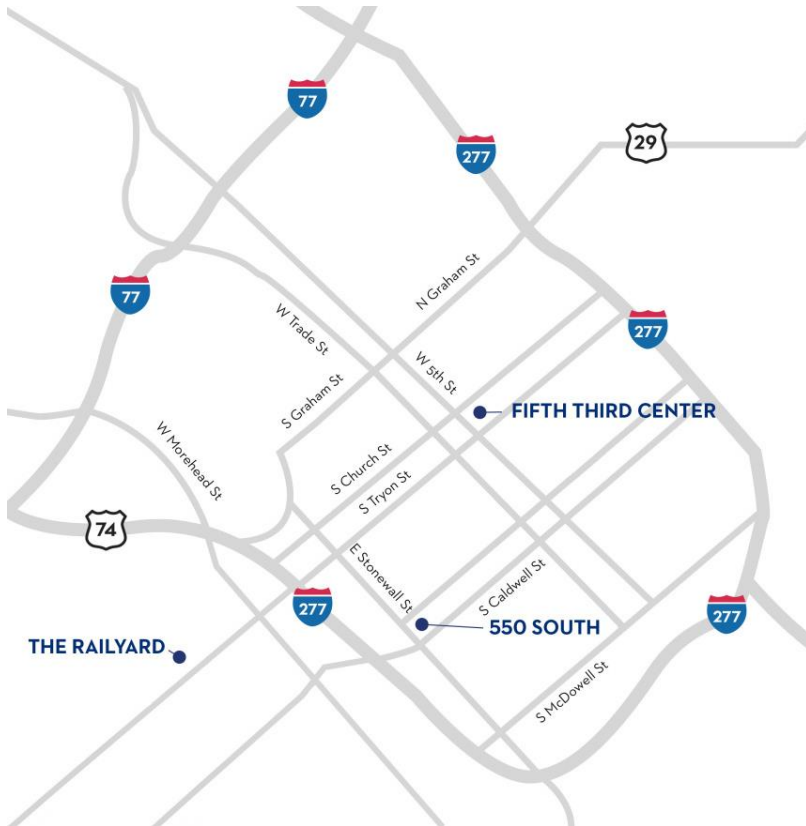 77
277
29
77
N Graham St
277
W Trade St
W 5th St
S Graham St
FIFTH THIRD CENTER
W Morehead St
S Church St
S Tryon St
74
E Stonewall St
S Caldwell St
277
277
550 SOUTH
THE RAILYARD
S McDowell St